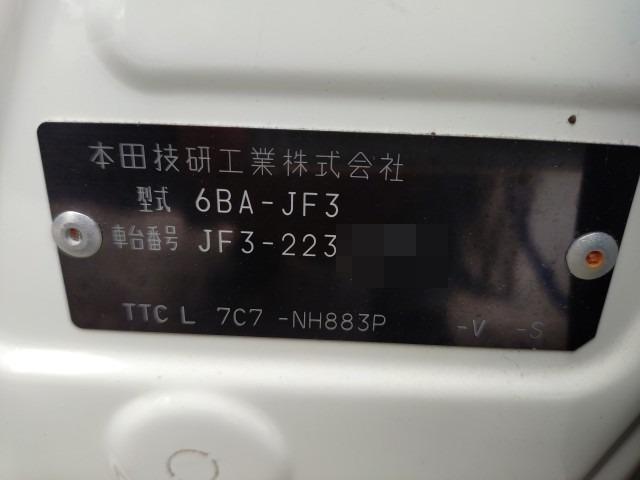 本田技研工業株式会社
型式 6BA-JF3
車台番号 JF3-223
TTC L 7C7 -NH883P -V -S